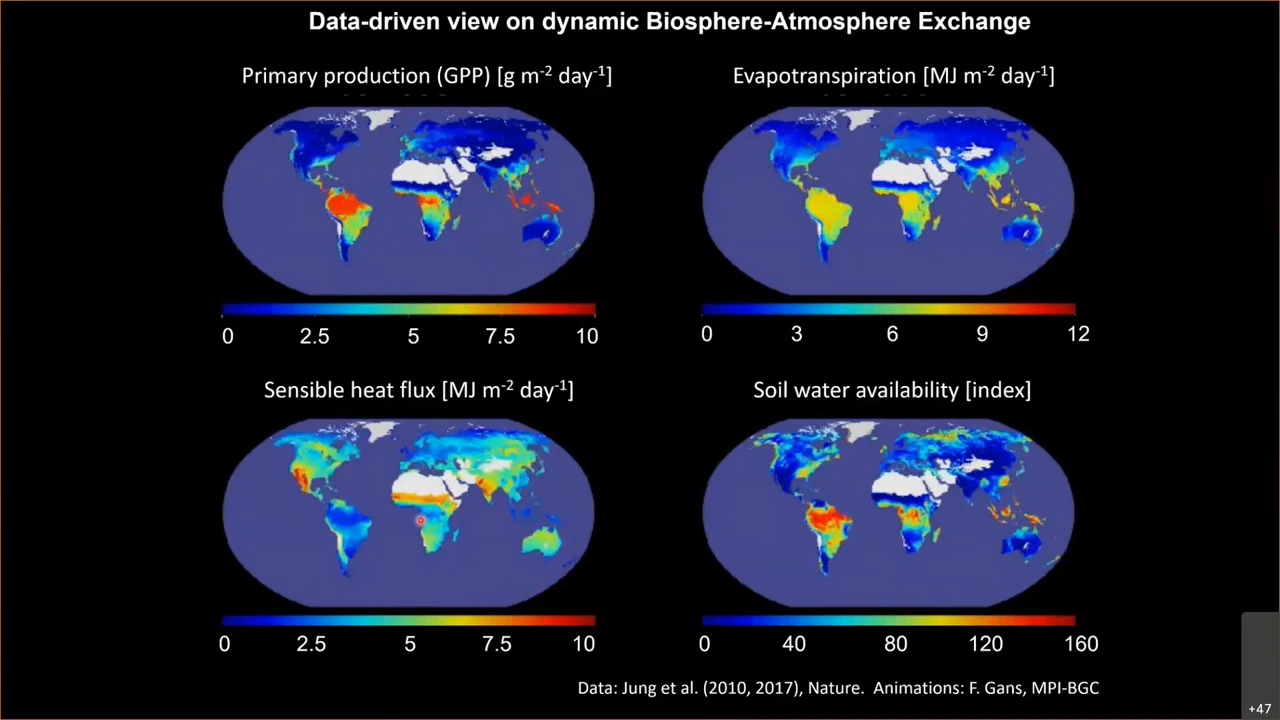 Data-driven view on dynamic Biosphere-Atmosphere Exchange
Primary production (GPP) [g m-2 day-1]
Evapotranspiration [MJ m-2 day-1]
0 2.5 5 7.5 10
0 3 6 9 12
Sensible heat flux [MJ m-2 day-1]
Soil water availability [index]
0 2.5 5 7.5 10
0 40 80 120 160
Data: Jung et al. (2010, 2017), Nature. Animations: F. Gans, MPI-BGC
+47